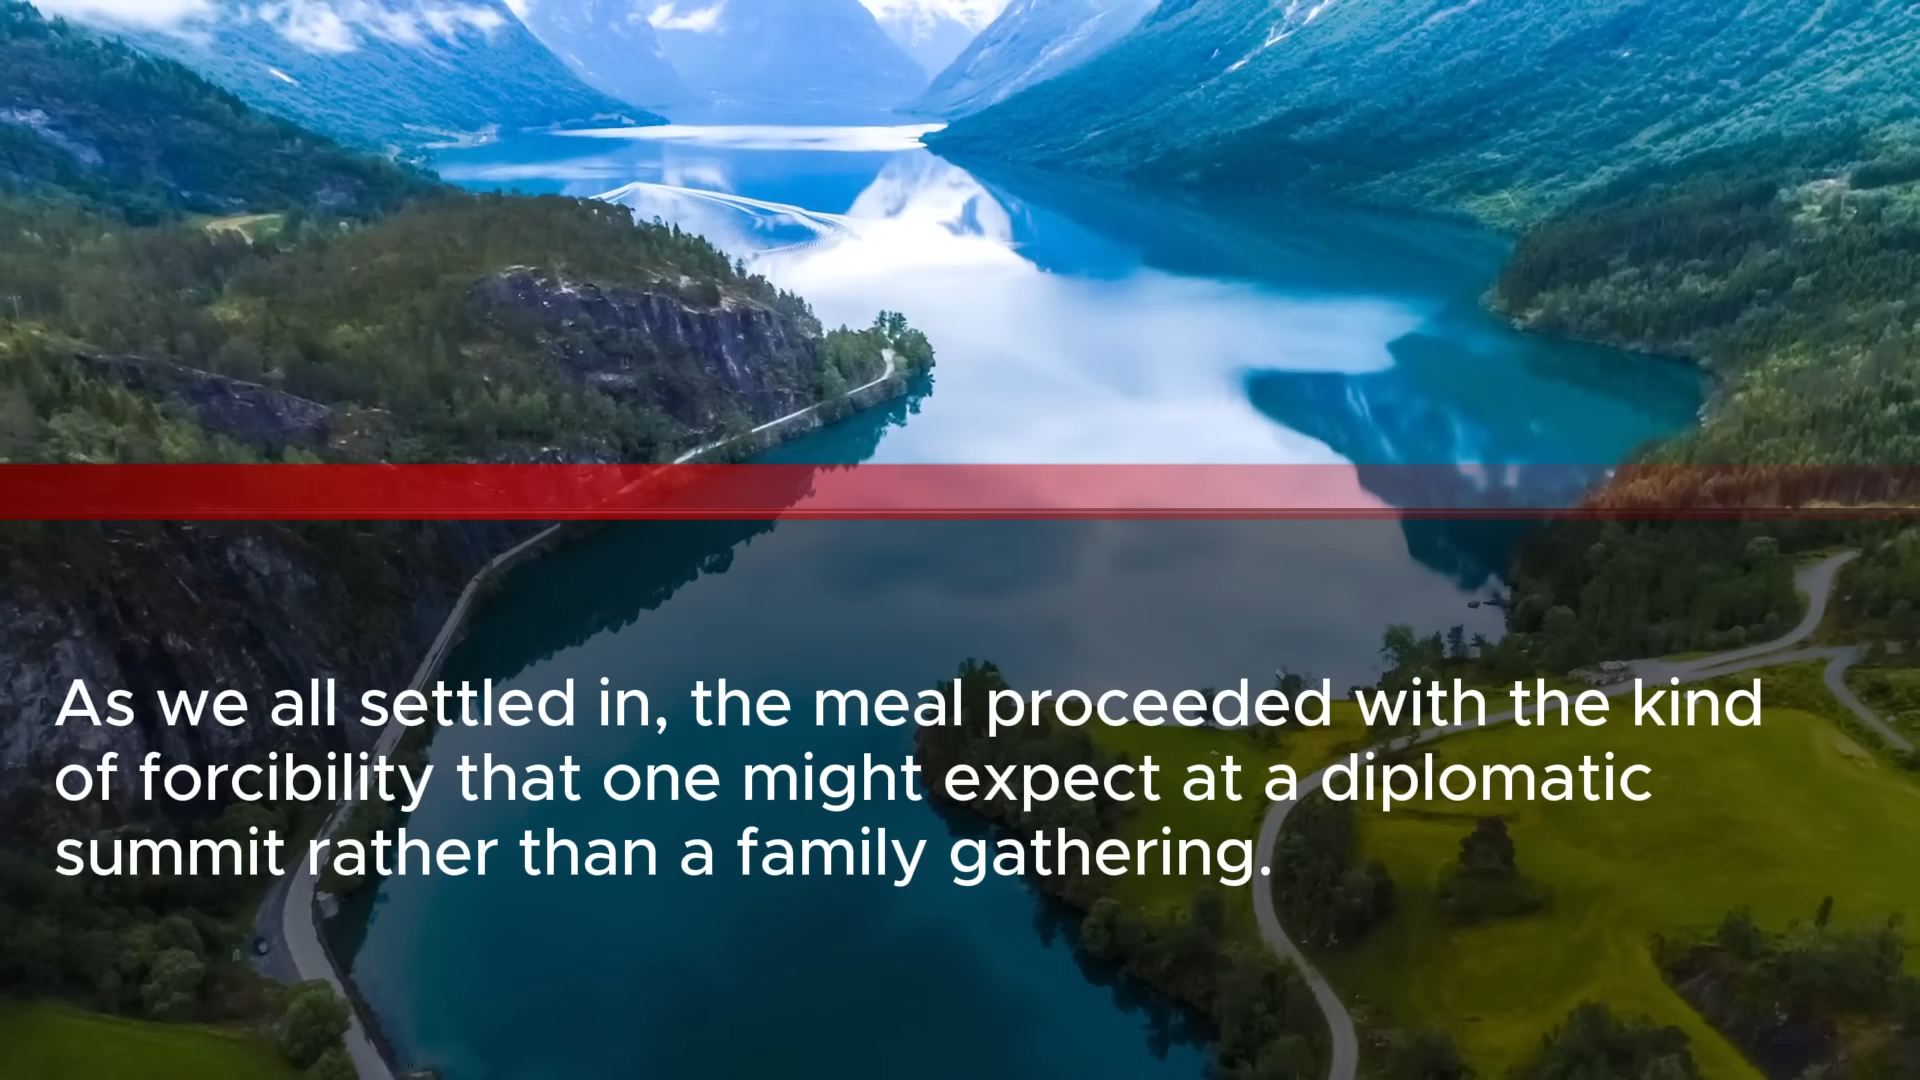 As we all settled in, the meal proceeded with the kind
of forcibility that one might expect at a diplomatic
summit rather than a family gathering.